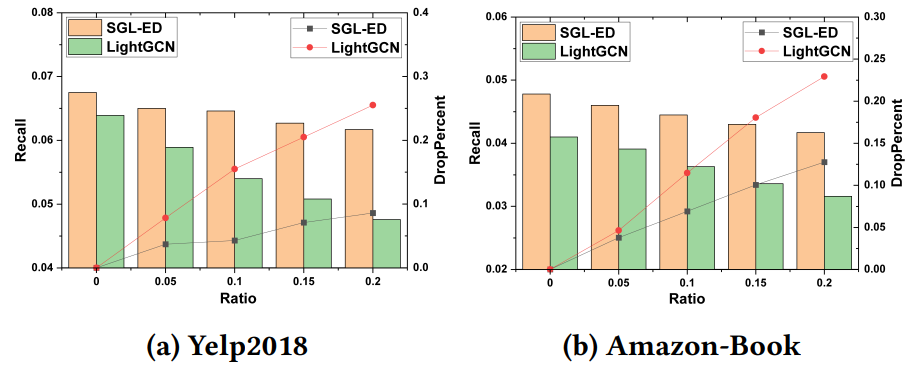 0.08
0.07
0.06
0.05
0.04
Recall
SGL-ED
LightGCN
SGL-ED
LightGCN
0.4
0.3
0.2
0.1
0.0
DropPercent
0 0.05 0.1 0.15 0.2
Ratio
(a) Yelp2018
0.06
0.05
0.04
0.03
0.02
Recall
SGL-ED
LightGCN
SGL-ED
LightGCN
0.30
0.25
0.20
0.15
0.10
0.05
0.00
DropPercent
0 0.05 0.1 0.15 0.2
Ratio
(b) Amazon-Book